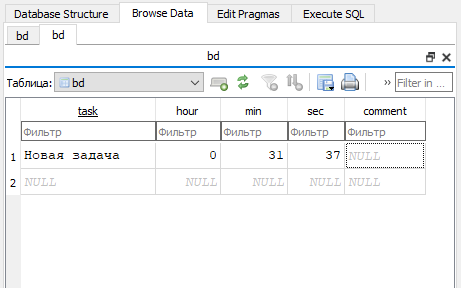 Database Structure Browse Data Edit Pragmas Execute SQL
bd bd
bd
Таблица: bd » Filter in ...
task hour min sec comment
Фильтр Фильтр Фильтр Фильтр Фильтр
1 Новая задача 0 31 37 NULL
2 NULL NULL NULL NULL NULL